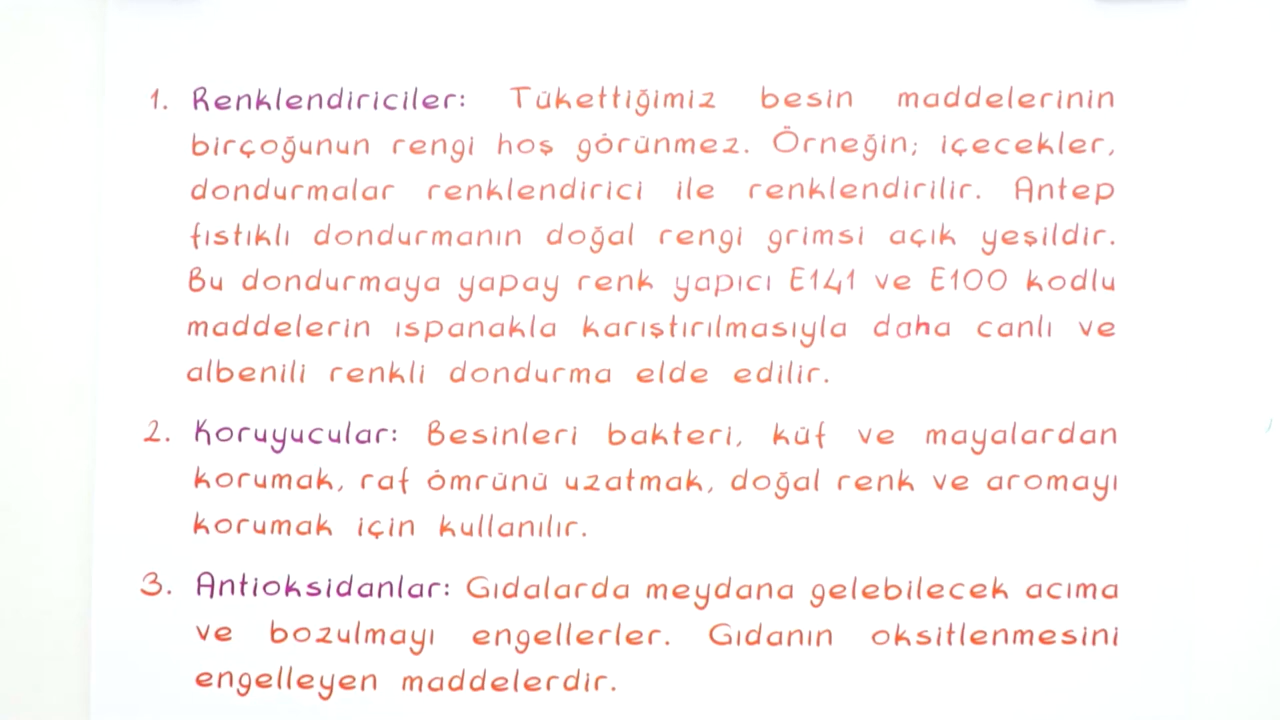 1. Renklendiriciler: Tükettiğimiz besin maddelerinin
birçoğunun rengi hoş görünmez. Örneğin; içecekler,
dondurmalar renklendirici ile renklendirilir. Antep
fıstıklı dondurmanın doğal rengi grimsi açık yeşildir.
Bu dondurmaya yapay renk yapıcı E141 ve E100 kodlu
maddelerin ıspanakla karıştırılmasıyla daha canlı ve
albenili renkli dondurma elde edilir.
2. Koruyucular: Besinleri bakteri, küf ve mayalardan
korumak, raf ömrünü uzatmak, doğal renk ve aromayı
korumak için kullanılır.
3. Antioksidanlar: Gıdalarda meydana gelebilecek acıma
ve bozulmayı engellerler. Gıdanın oksitlenmesini
engelleyen maddelerdir.